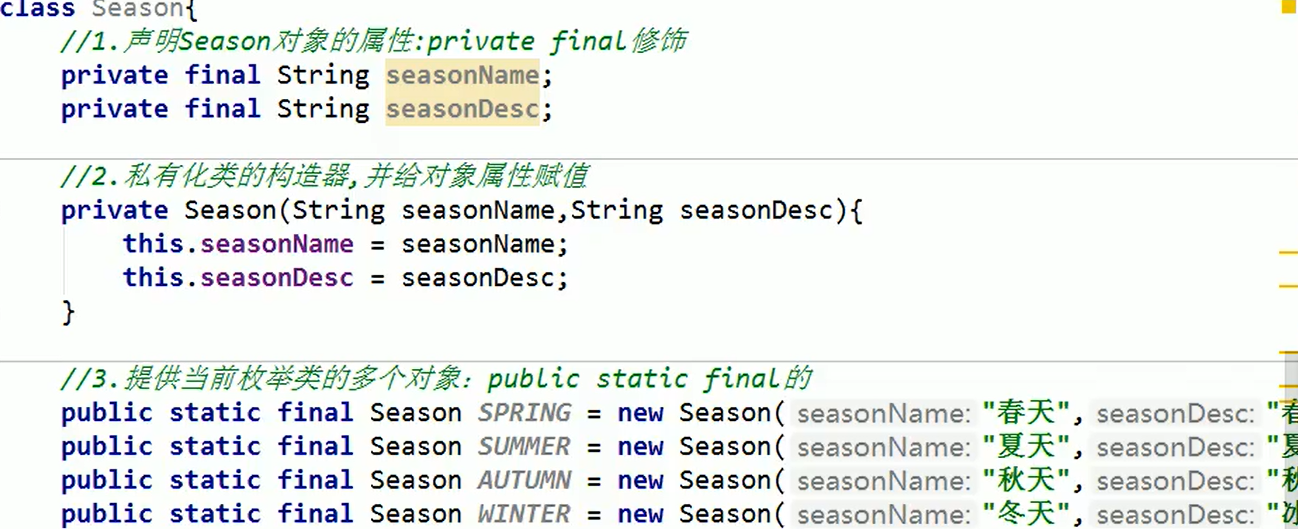 class Season{
//1.声明Season对象的属性:private final修饰
private final String seasonName;
private final String seasonDesc;
//2.私有化类的构造器,并给对象属性赋值
private Season(String seasonName,String seasonDesc){
this.seasonName = seasonName;
this.seasonDesc = seasonDesc;
}
//3.提供当前枚举类的多个对象：public static final的
public static final Season SPRING = new Season( seasonName: "春天", seasonDesc: "春
public static final Season SUMMER = new Season( seasonName: "夏天", seasonDesc: "夏
public static final Season AUTUMN = new Season( seasonName: "秋天", seasonDesc: "秋
public static final Season WINTER = new Season( seasonName: "冬天", seasonDesc: "冰